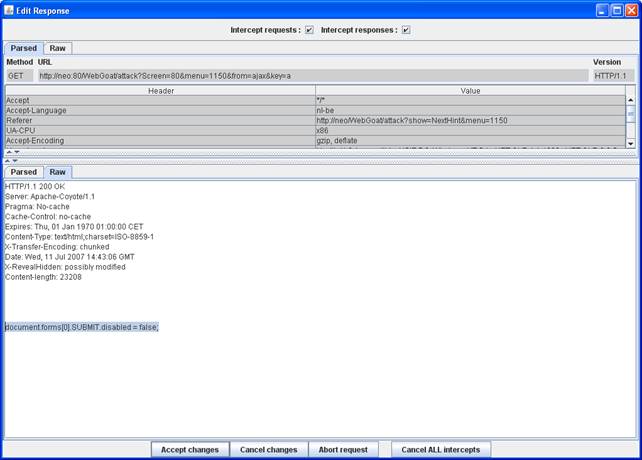 Edit Response
Intercept requests : Intercept responses :
Parsed Raw
Method URL Version
GET http://neo:80/WebGoat/attack?Screen=80&menu=1150&from=ajax&key=a HTTP/1.1
Header Value
Accept */*
Accept-Language nl-be
Referer http://neo/WebGoat/attack?show=NextHint&menu=1150
UA-CPU x86
Accept-Encoding gzip, deflate
Parsed Raw
HTTP/1.1 200 OK
Server: Apache-Coyote/1.1
Pragma: No-cache
Cache-Control: no-cache
Expires: Thu, 01 Jan 1970 01:00:00 CET
Content-Type: text/html;charset=ISO-8859-1
X-Transfer-Encoding: chunked
Date: Wed, 11 Jul 2007 14:43:06 GMT
X-RevealHidden: possibly modified
Content-length: 23208
document.forms[0].SUBMIT.disabled = false;
Accept changes Cancel changes Abort request Cancel ALL intercepts